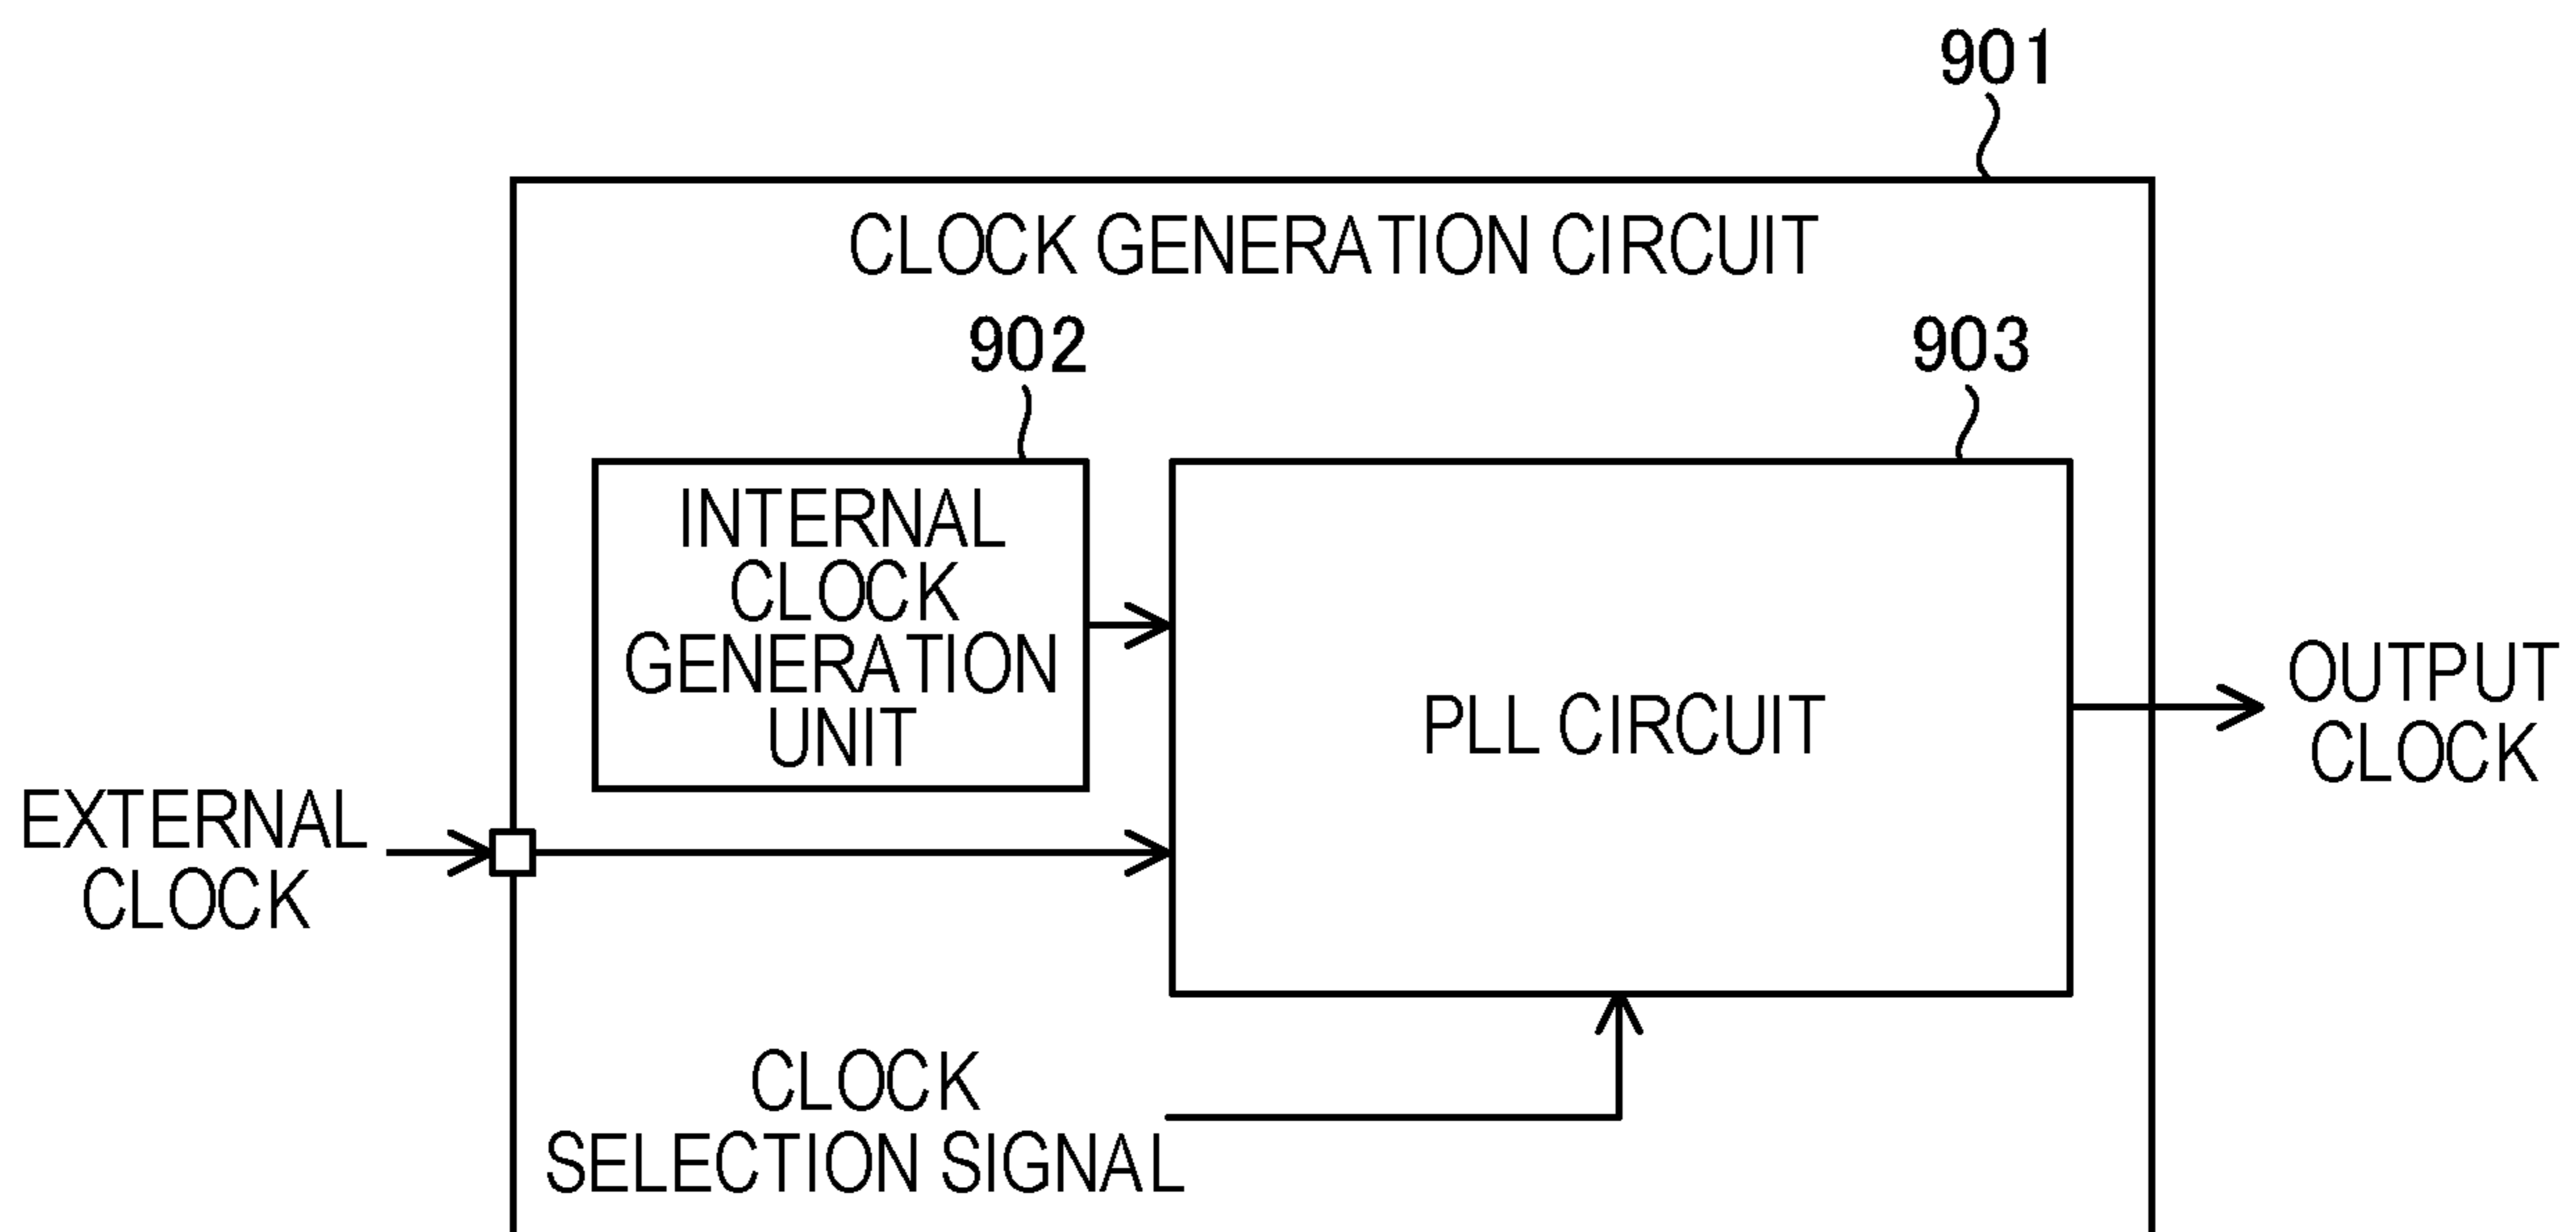 901
CLOCK GENERATION CIRCUIT
902
903
INTERNAL
CLOCK
GENERATION
UNIT
PLL CIRCUIT
OUTPUT
CLOCK
EXTERNAL
CLOCK
CLOCK
SELECTION SIGNAL